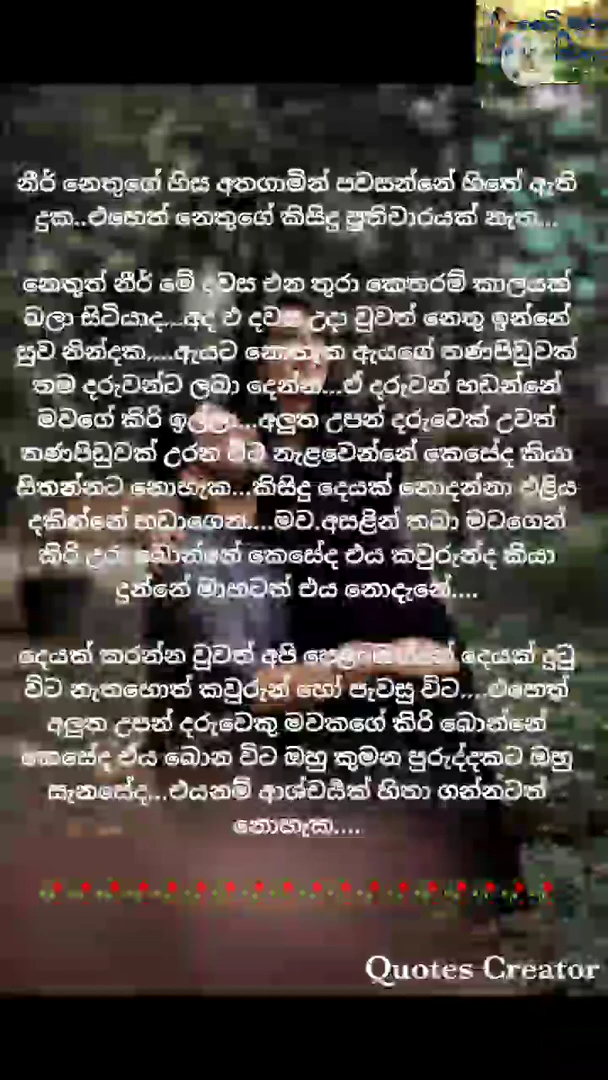 නීර් නෙතුගේ හිස අතගාමින් පවසන්නේ හිතේ ඇති
දුක..එහෙත් නෙතුගේ කිසිදු ප්‍රතිචාරයක් නැත...
නෙතුත් නීර් මේ දවස එන තුරා කෙතරම් කාලයක්
බලා සිටියාද...අද එ දවස උදා වුවත් නෙතු ඉන්නේ
සුව නින්දක....ඇයට නොහැක ඇයගේ තණපිඩුවක්
තම දරුවන්ට ලබා දෙන්න...ඒ දරුවන් හඩන්නේ
මවගේ කිරි ඉල්ලා...අලුත උපන් දරුවෙක් උවත්
තණපිඩුවක් උරන විට නැළවෙන්නේ කෙසේද කියා
සිතන්නට නොහැක...කිසිදු දෙයක් නොදන්නා එළිය
දකින්නේ හඩාගෙන....මව.අසළින් තබා මවගෙන්
කිරි උරා බොන්නේ කෙසේද එය කවුරුන්ද කියා
දුන්නේ මාහටත් එය නොදැනේ....
දෙයක් කරන්න වුවත් අපි දෙයක් දුටු
විට නැතහොත් කවුරුන් හෝ පැවසු විට....එහෙත්
අලුත උපන් දරුවෙකු මවකගේ කිරි බොන්නේ
කෙසේද එය බොන විට ඔහු කුමන පුරුද්දකට ඔහු
සැනසේද...එයනම් ආශ්චර්යක් හිතා ගන්නටත්
නොහැක....
Quotes Creator